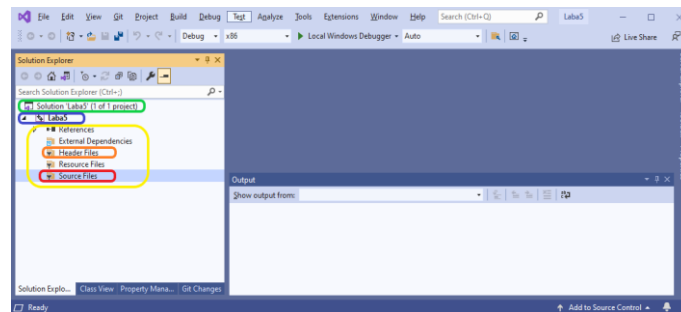 File Edit View Git Project Build Debug Test Analyze Tools Extensions Window Help Search (Ctrl+Q) Laba5
Debug x86 Local Windows Debugger Auto Live Share
Solution Explorer
Search Solution Explorer (Ctrl+;)
Solution 'Laba5' (1 of 1 project)
Laba5
References
External Dependencies
Header Files
Resource Files
Source Files
Output
Show output from:
Solution Explo... Class View Property Mana... Git Changes
Ready Add to Source Control